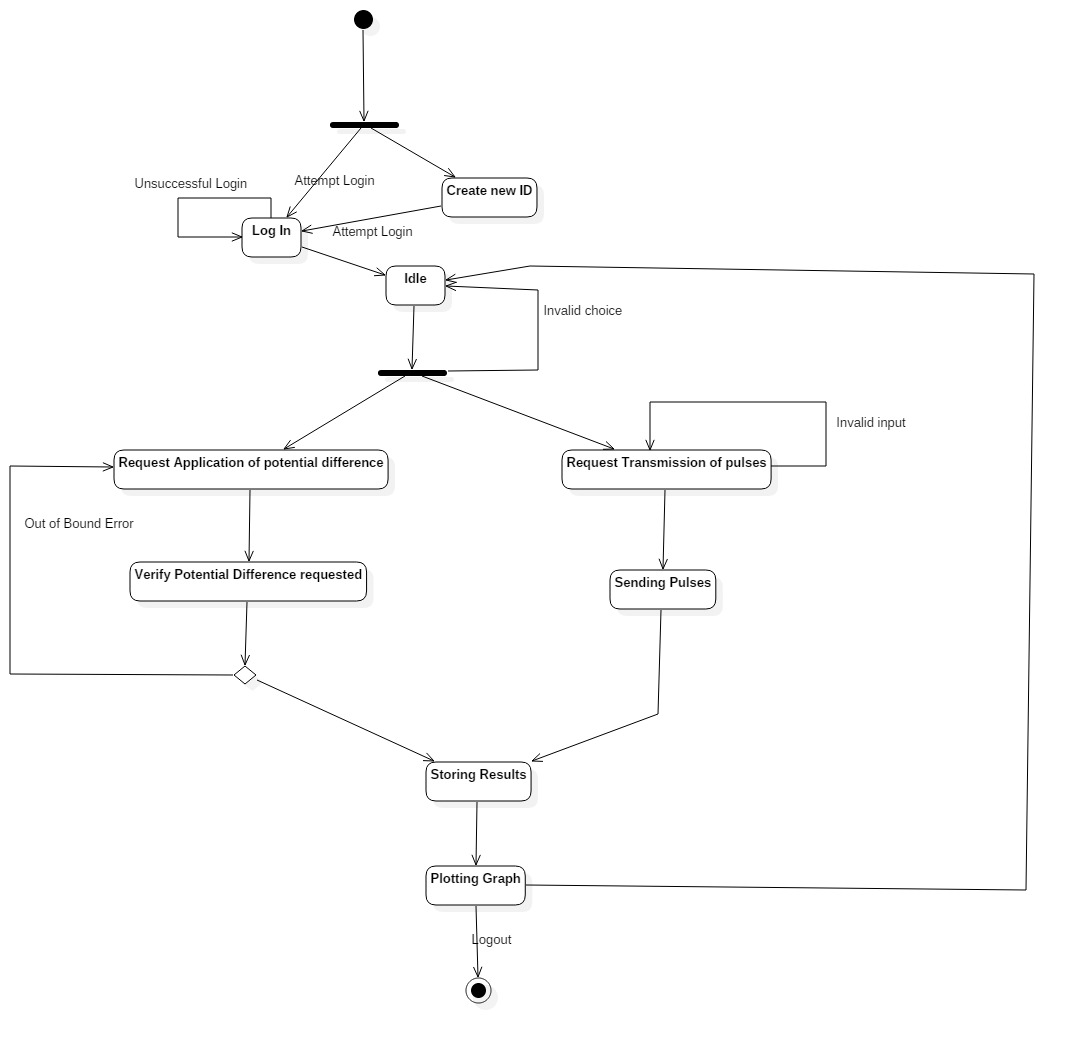 Attempt Login
Unsuccessful Login
Create new ID
Log In
Attempt Login
Idle
Invalid choice
Invalid input
Request Application of potential difference
Request Transmission of pulses
Out of Bound Error
Verify Potential Difference requested
Sending Pulses
Storing Results
Plotting Graph
Logout